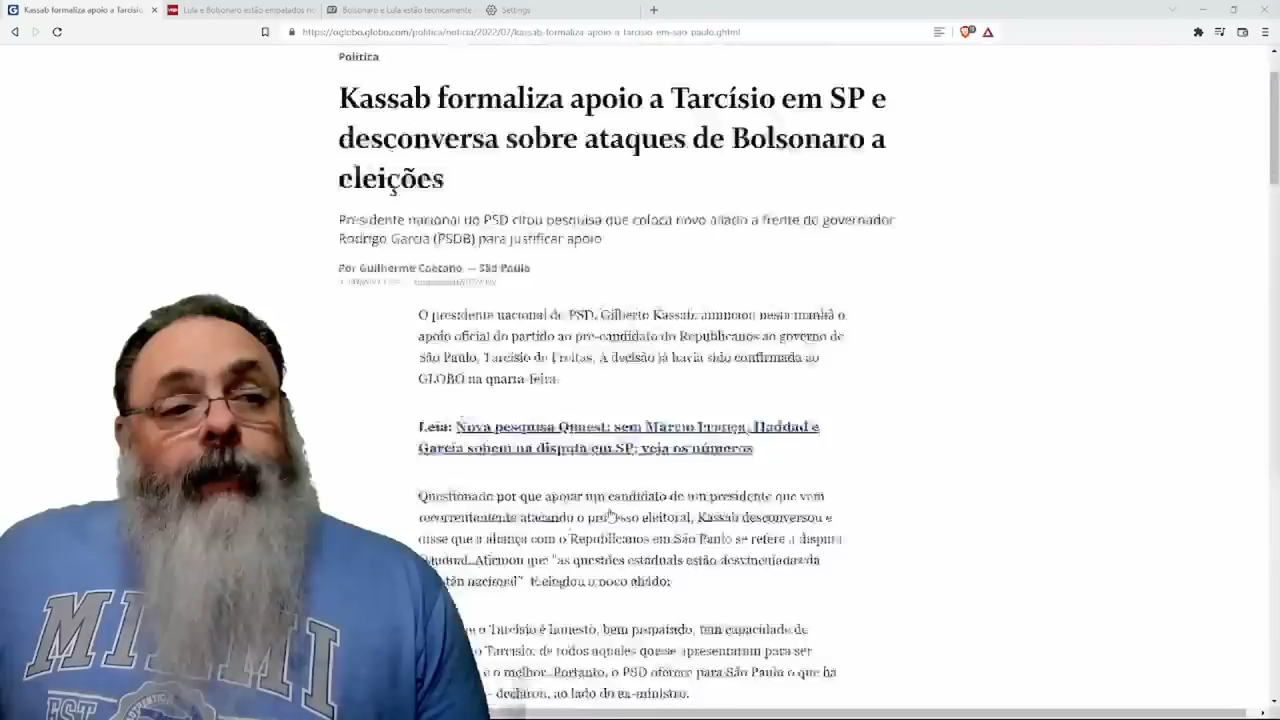 Kassab formaliza apoio a Tarcísio Lula e Bolsonaro estão empatados no Bolsonaro e Lula estão tecnicamente Settings
https://oglobo.globo.com/politica/noticia/2022/07/kassab-formaliza-apoio-a-tarcisio-em-sao-paulo.ghtml
Política
Kassab formaliza apoio a Tarcísio em SP e
desconversa sobre ataques de Bolsonaro a
eleições
Presidente nacional do PSD citou pesquisa que coloca novo aliado à frente do governador
Rodrigo Garcia (PSDB) para justificar apoio
Por Guilherme Caetano — São Paulo
O presidente nacional do PSD, Gilberto Kassab, anunciou nesta manhã o
apoio oficial do partido ao pré-candidato do Republicanos ao governo de
São Paulo, Tarcísio de Freitas. A decisão já havia sido confirmada ao
GLOBO na quarta-feira.
Leia: Nova pesquisa Quaest: sem Márcio França, Haddad e
Garcia sobem na disputa em SP; veja os números
Questionado por que apoiar um candidato de um presidente que vem
recorrentemente atacando o processo eleitoral, Kassab desconversou e
disse que a aliança com o Republicanos em São Paulo se refere a disputa
estadual. Afirmou que "as questões estaduais estão desvinculadas da
nacional". E elogiou o novo aliado:
o Tarcísio é honesto, bem preparado, tem capacidade de
o Tarcísio, de todos aqueles que se apresentaram para ser
é o melhor. Portanto, o PSD oferece para São Paulo o que há
- declarou, ao lado do ex-ministro.
MI MI
EST